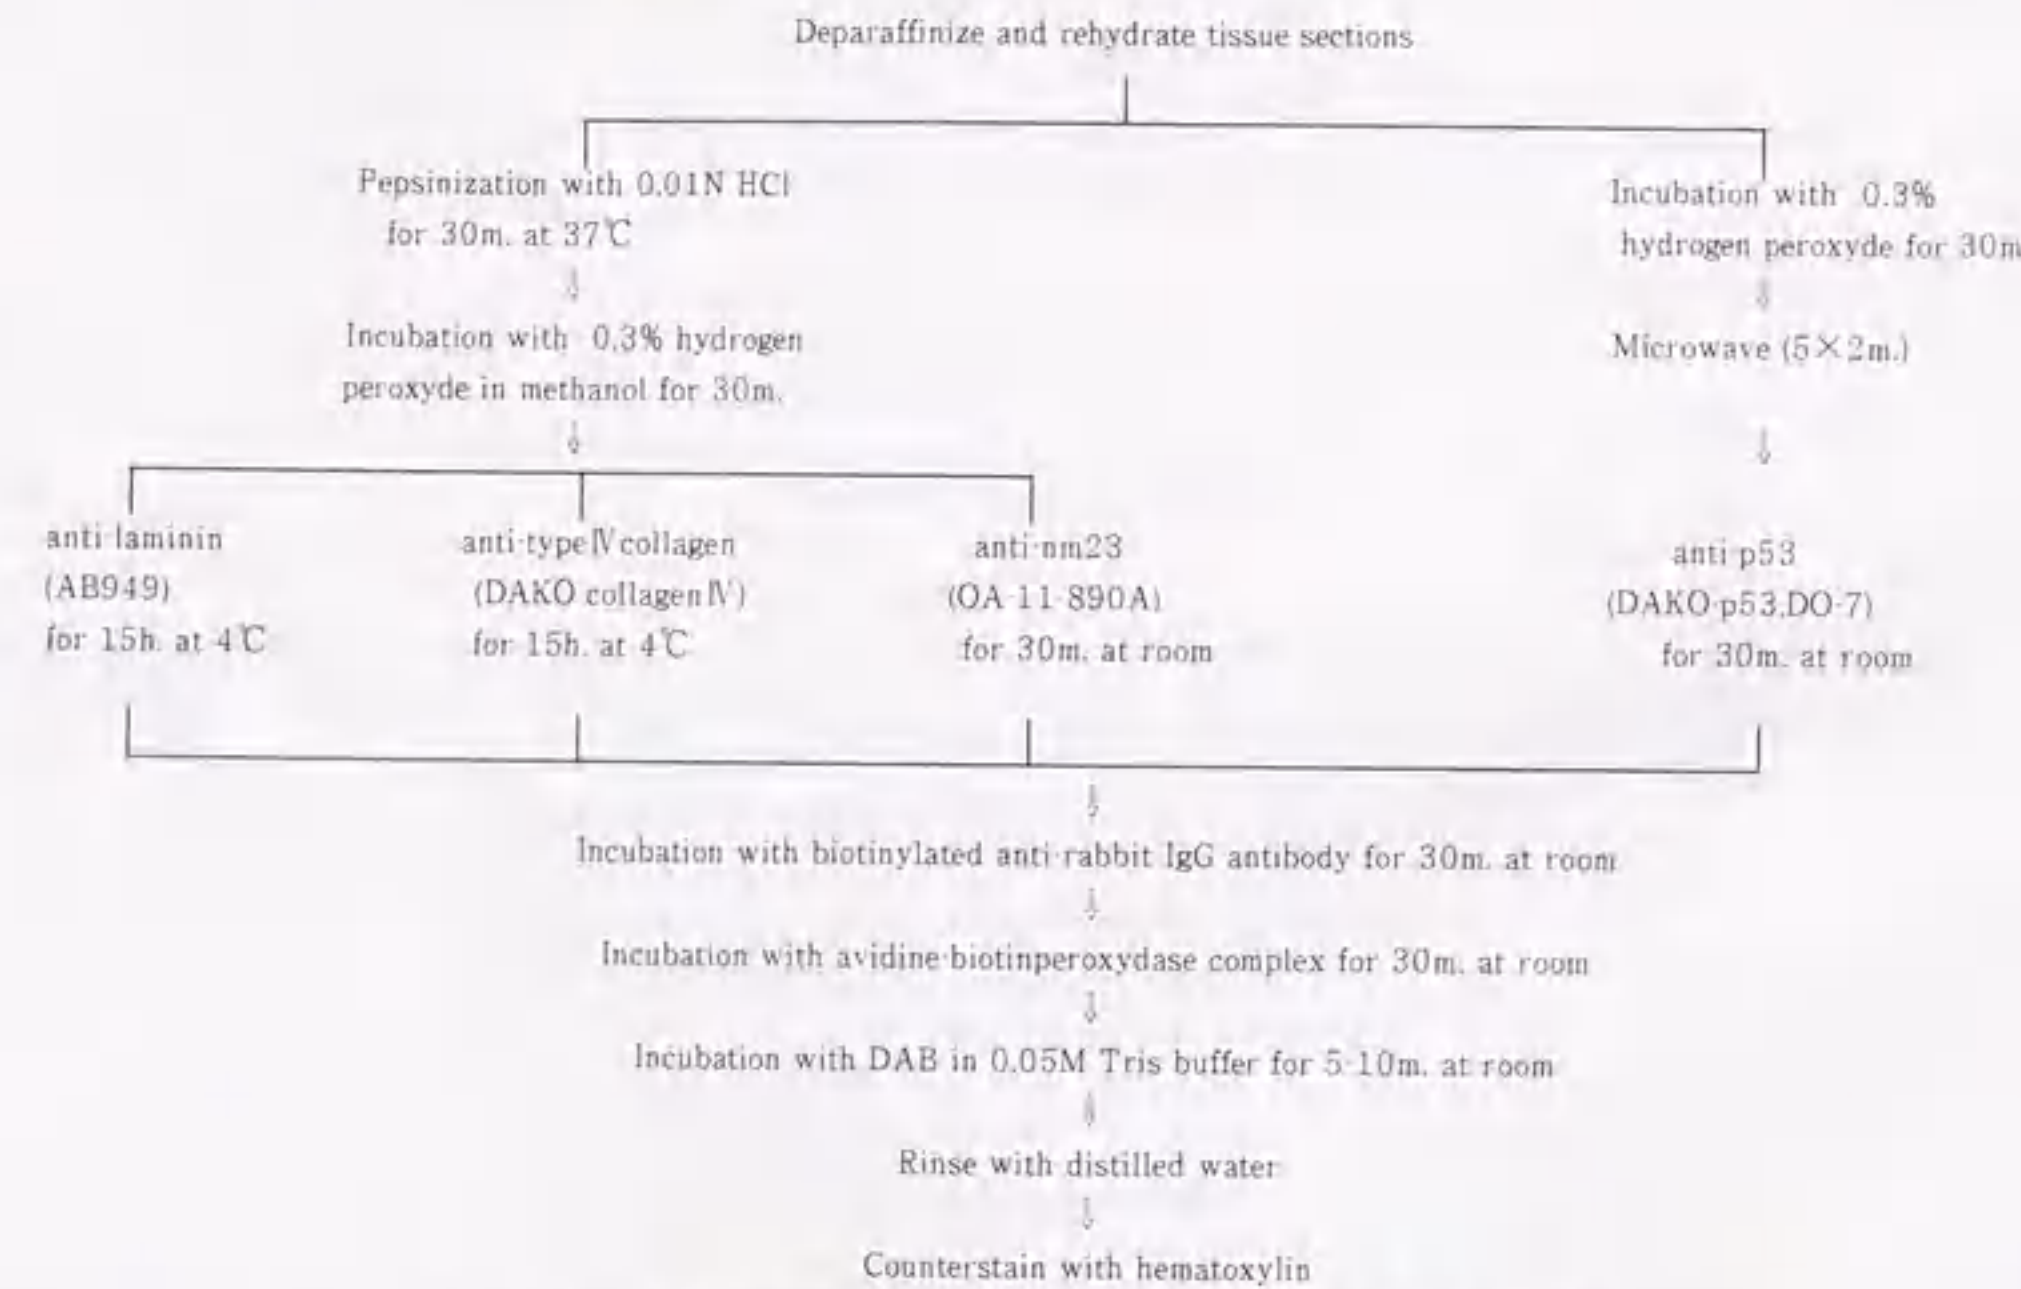 Deparaffinize and rehydrate tissue sections
Pepsinization with 0.01N HCl
for 30m. at 37℃
Incubation with 0.3% hydrogen
peroxyde in methanol for 30m.
Incubation with 0.3%
hydrogen peroxyde for 30m
Microwave (5×2m.)
anti-laminin
(AB949)
for 15h. at 4℃
anti-type Ⅳ collagen
(DAKO collagen Ⅳ)
for 15h. at 4℃
anti-nm23
(OA-11-890A)
for 30m. at room
anti-p53
(DAKO-p53,DO-7)
for 30m. at room
Incubation with biotinylated anti-rabbit IgG antibody for 30m. at room
Incubation with avidine-biotinperoxydase complex for 30m. at room
Incubation with DAB in 0.05M Tris buffer for 5-10m. at room
Rinse with distilled water
Counterstain with hematoxylin